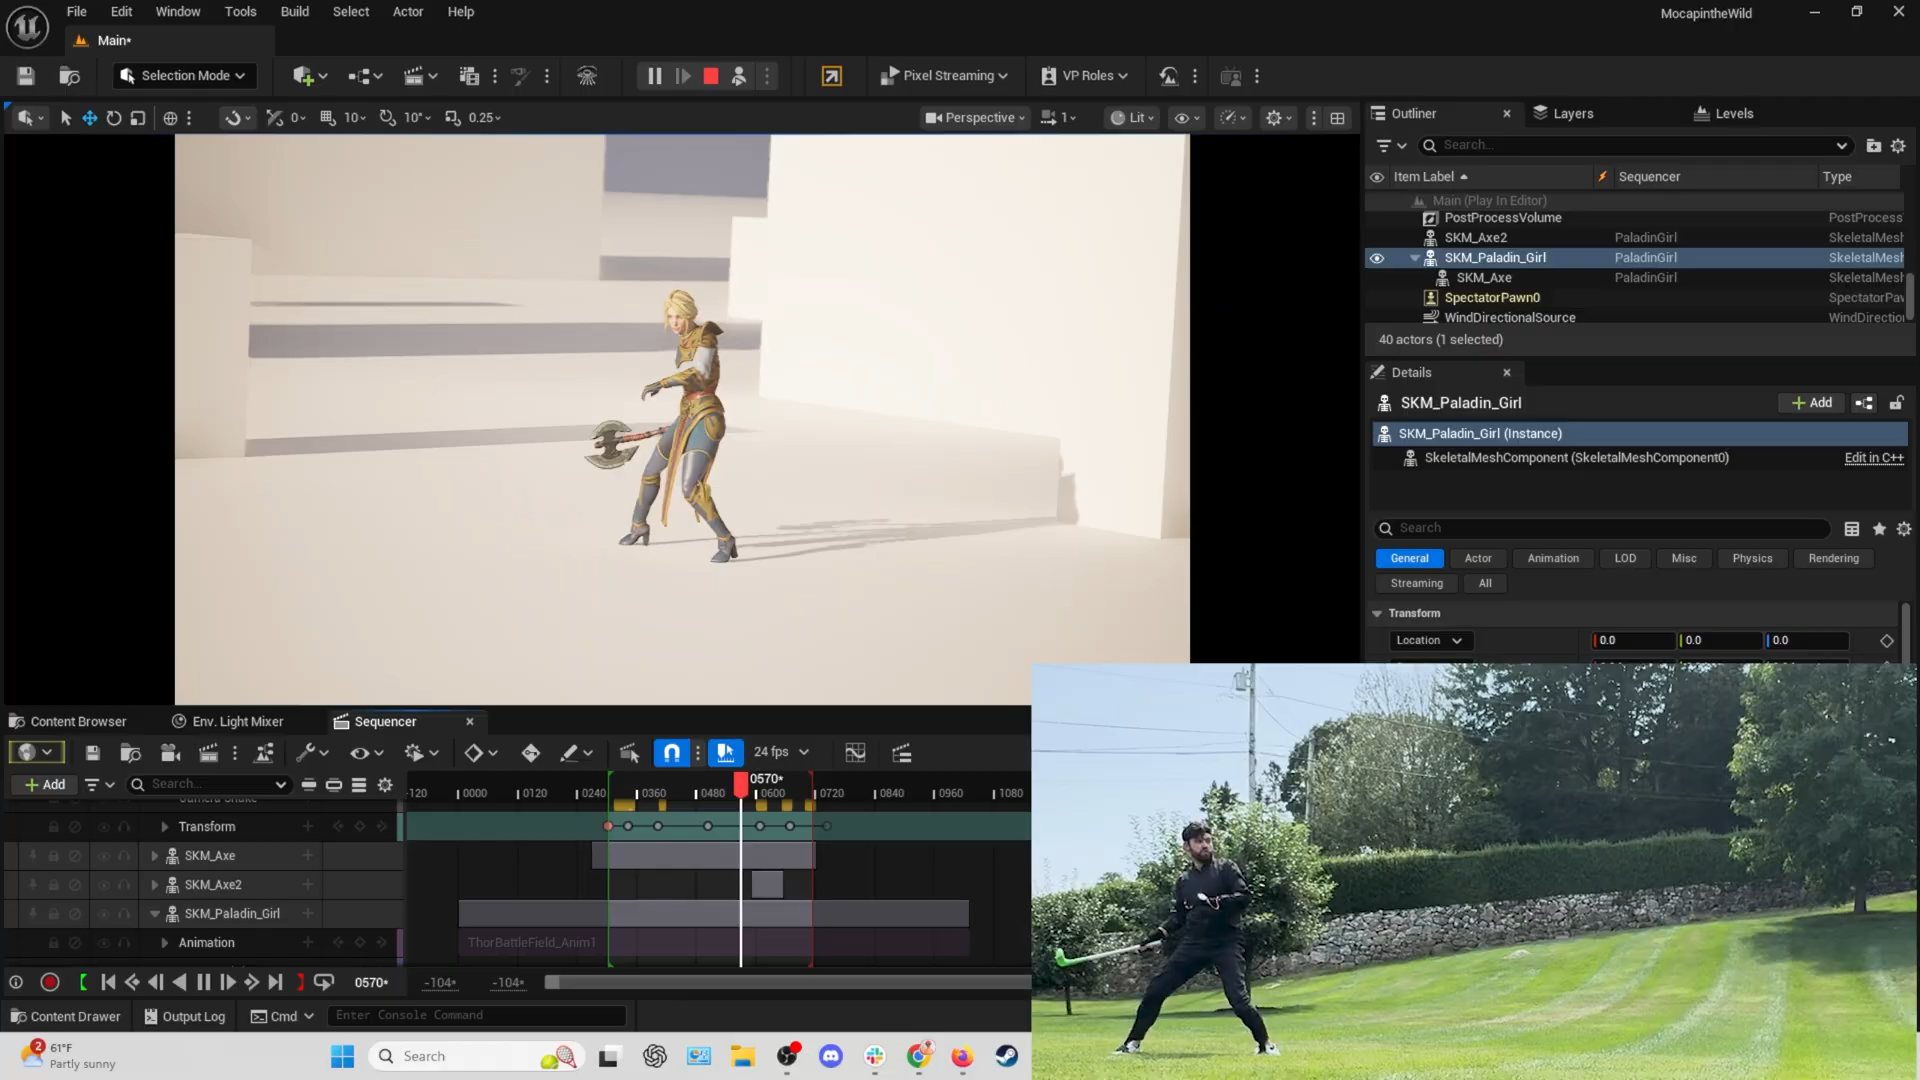 File Edit Window Tools Build Select Actor Help
MocapintheWild
Main*
Selection Mode
Pixel Streaming
VP Roles
0 10 10° 0.25
Perspective 1 Lit
Outliner
Layers
Levels
Search...
Item Label Sequencer Type
Main (Play In Editor)
PostProcessVolume PostProcess
SKM_Axe2 PaladinGirl SkeletalMesh
SKM_Paladin_Girl PaladinGirl SkeletalMesh
SKM_Axe PaladinGirl SkeletalMesh
SpectatorPawn0 SpectatorPaw
WindDirectionalSource WindDirectio
40 actors (1 selected)
Details
SKM_Paladin_Girl
Add
SKM_Paladin_Girl (Instance)
SkeletalMeshComponent (SkeletalMeshComponent0) Edit in C++
Search
General Actor Animation LOD Misc Physics Rendering
Streaming All
Transform
Location 0.0 0.0 0.0
Content Browser
Env. Light Mixer
Sequencer
24 fps
Add
Search...
0570*
-120 0000 0120 0240 0360 0480 0600 0720 0840 0960 1080
Transform
SKM_Axe
SKM_Axe2
SKM_Paladin_Girl
Animation
ThorBattleField_Anim1
0570* -104* -104*
Content Drawer Output Log Cmd Enter Console Command
2
61°F
Partly sunny
Search